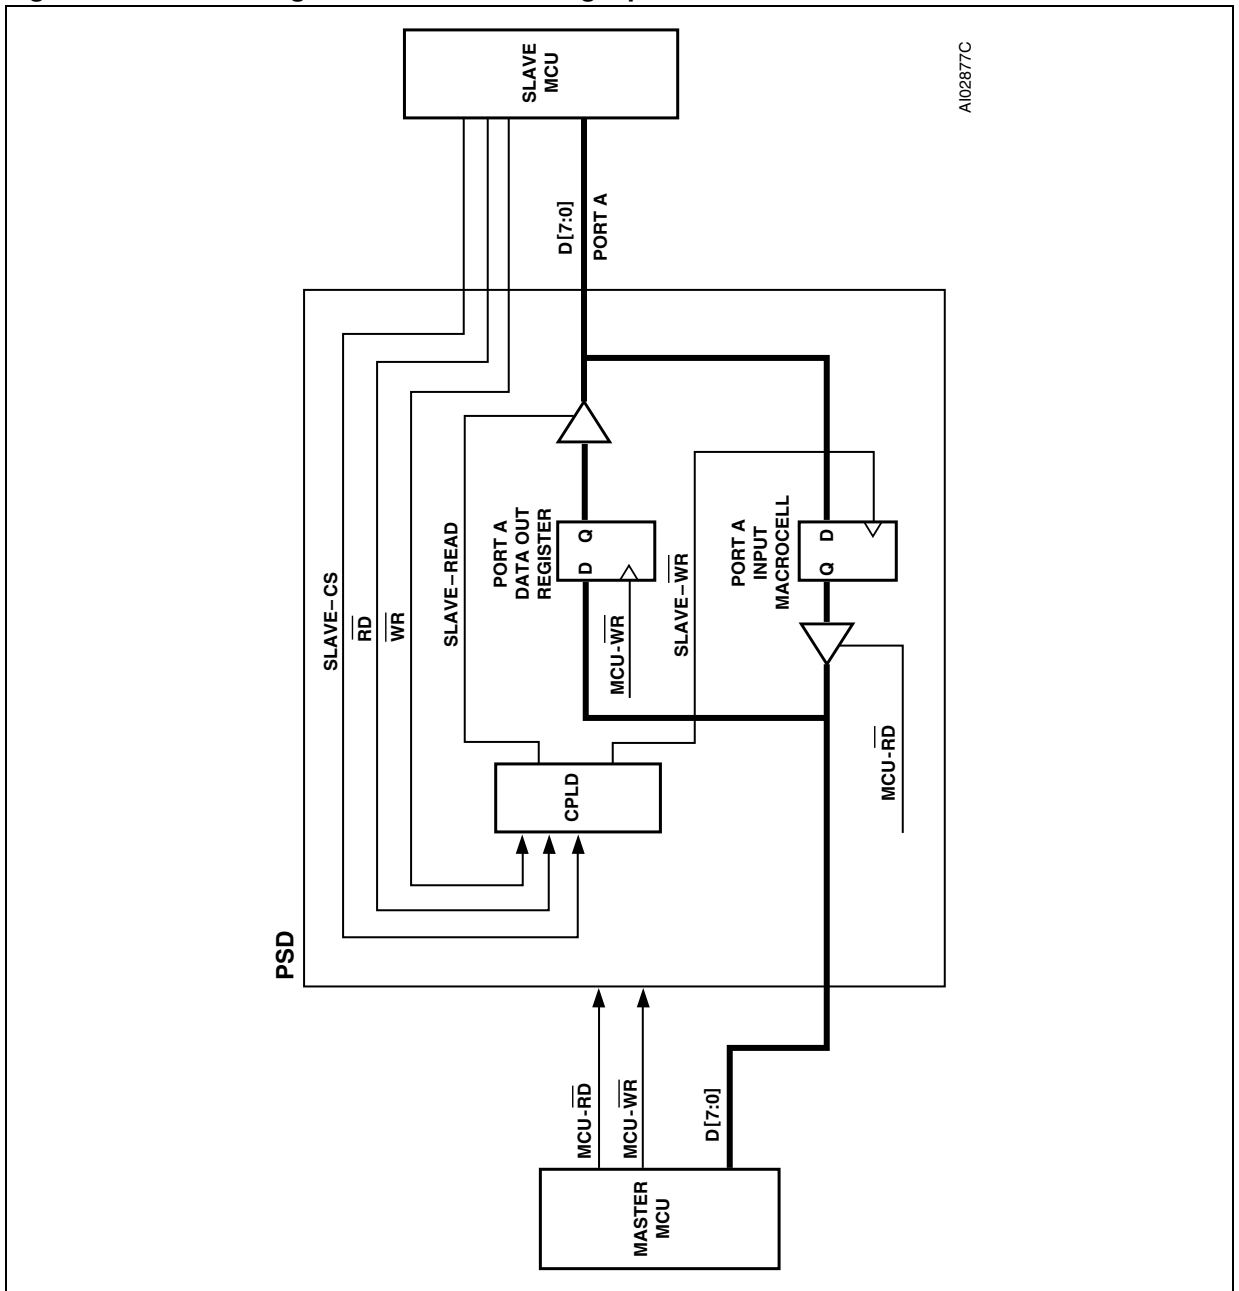 SLAVE
MCU
AI02877C
D[7:0]
PORT A
SLAVE–CS
RD
WR
SLAVE–READ
PORT A
DATA OUT
REGISTER
D Q
MCU-WR
SLAVE–WR
PORT A
INPUT
MACROCELL
Q D
MCU-RD
CPLD
PSD
MCU-RD
MCU-WR
D[7:0]
MASTER
MCU